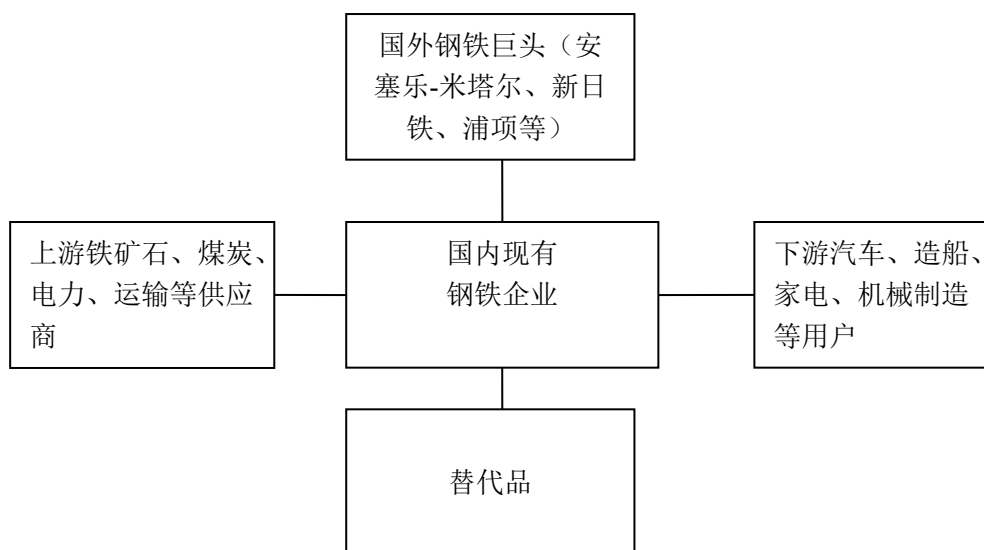 国外钢铁巨头（安
塞乐-米塔尔、新日
铁、浦项等）
上游铁矿石、煤炭、
电力、运输等供应
商
国内现有
钢铁企业
下游汽车、造船、
家电、机械制造
等用户
替代品